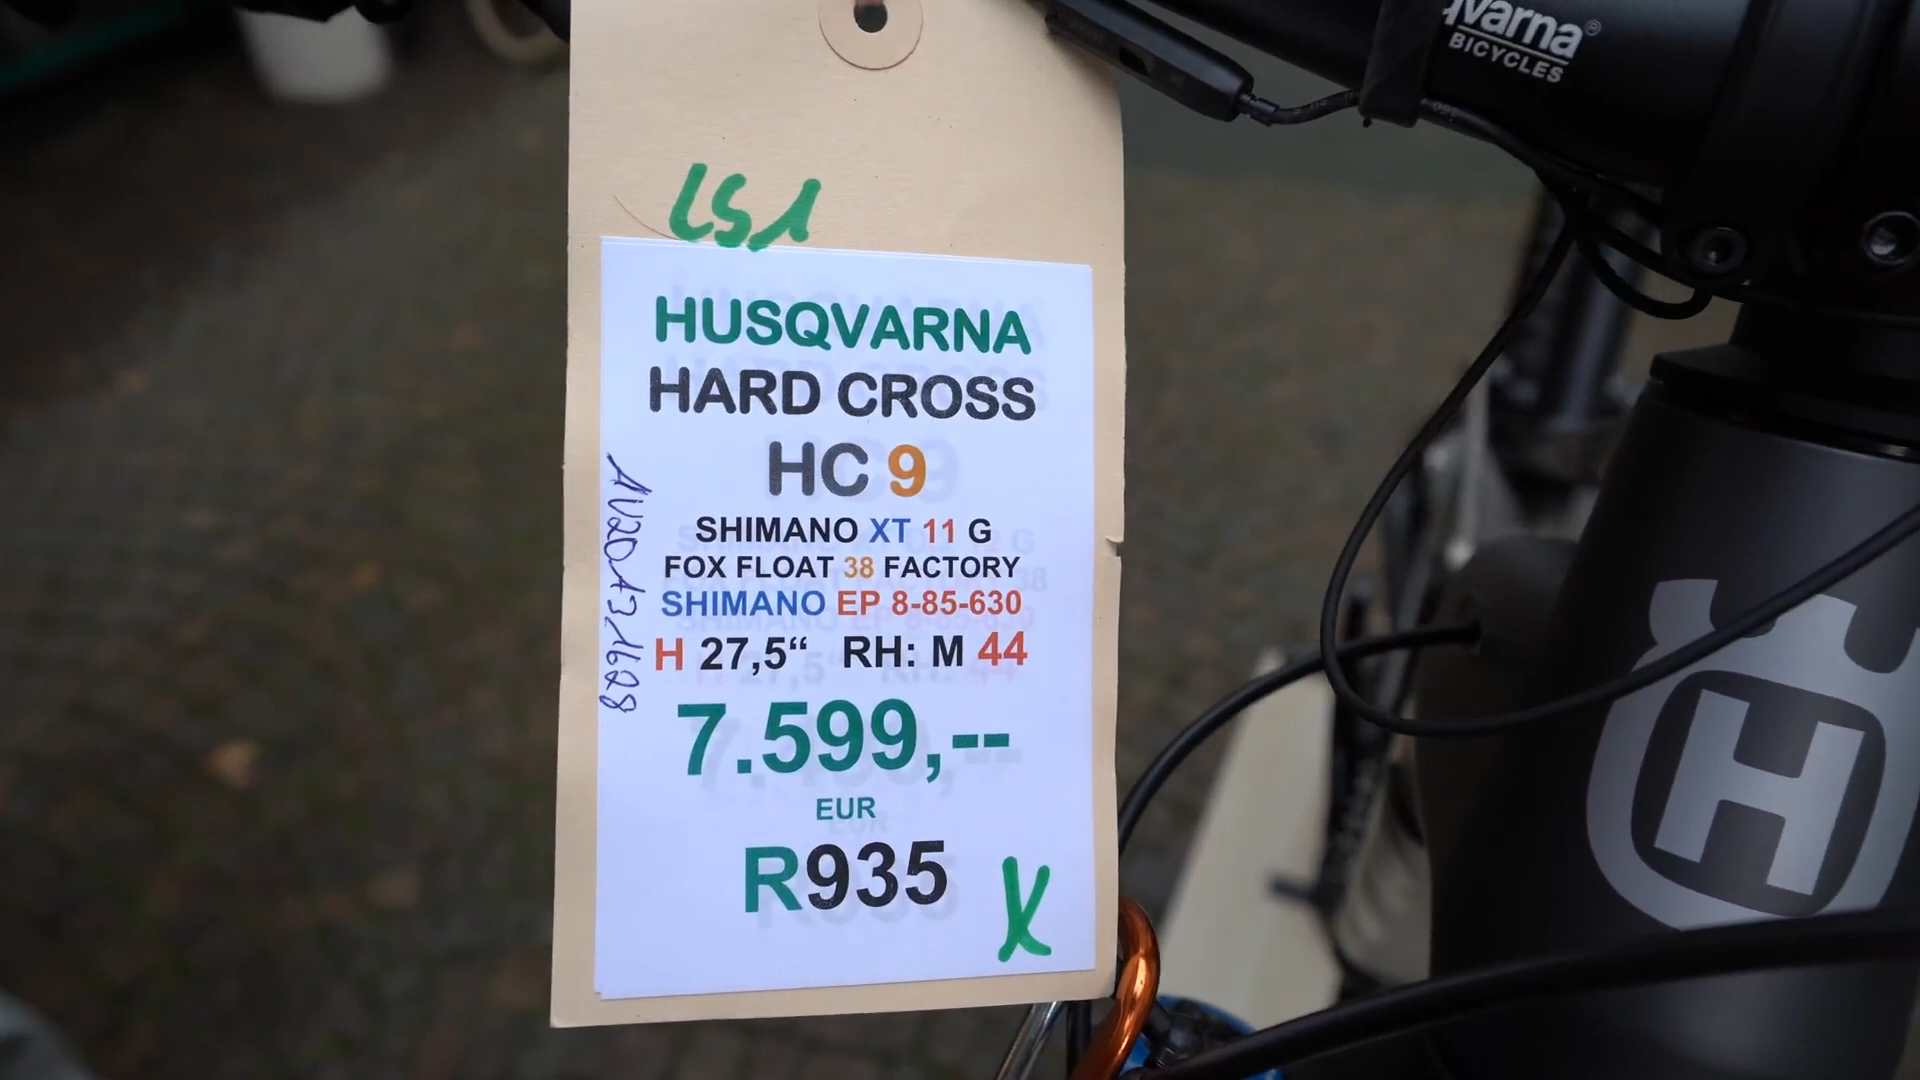 qvarna®
BICYCLES
LS1
HUSQVARNA
HARD CROSS
HC 9
SHIMANO XT 11 G
FOX FLOAT 38 FACTORY
SHIMANO EP 8-85-630
H 27,5“ RH: M 44
7.599,--
EUR
R935
X
H